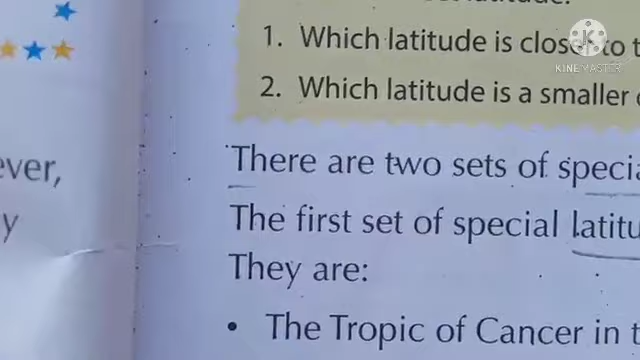 1. Which latitude is closer to t
2. Which latitude is a smaller
ever,
y
There are two sets of specia
The first set of special latitu
They are:
• The Tropic of Cancer in t
KINEMASTER